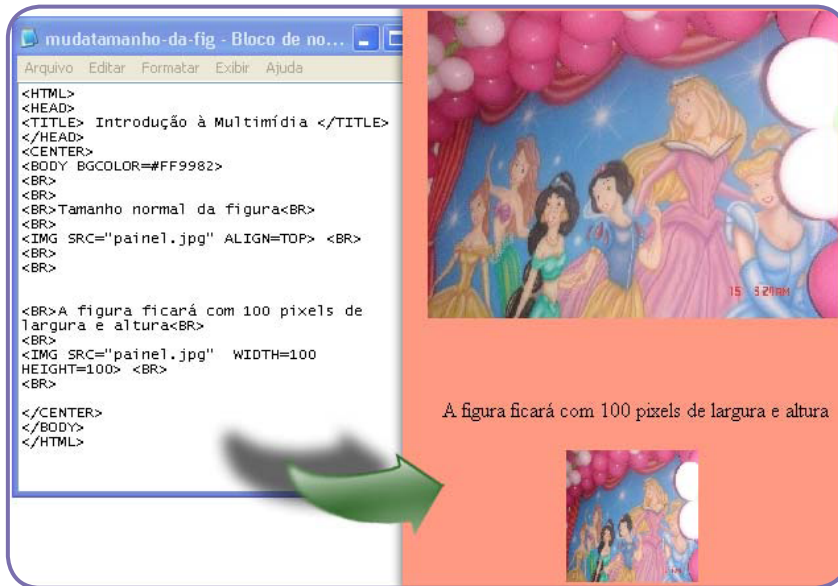 mudatamanho-da-fig - Bloco de no...
Arquivo Editar Formatar Exibir Ajuda
<HTML>
<HEAD>
<TITLE> Introdução à Multimídia </TITLE>
</HEAD>
<CENTER>
<BODY BGCOLOR=#FF9982>
<BR>
<BR>
<BR>Tamanho normal da figura<BR>
<BR>
<IMG SRC="painel.jpg" ALIGN=TOP> <BR>
<BR>
<BR>
<BR>A figura ficará com 100 pixels de
largura e altura<BR>
<BR>
<IMG SRC="painel.jpg" WIDTH=100
HEIGHT=100> <BR>
<BR>
</CENTER>
</BODY>
</HTML>
15 3:29AM
A figura ficará com 100 pixels de largura e altura